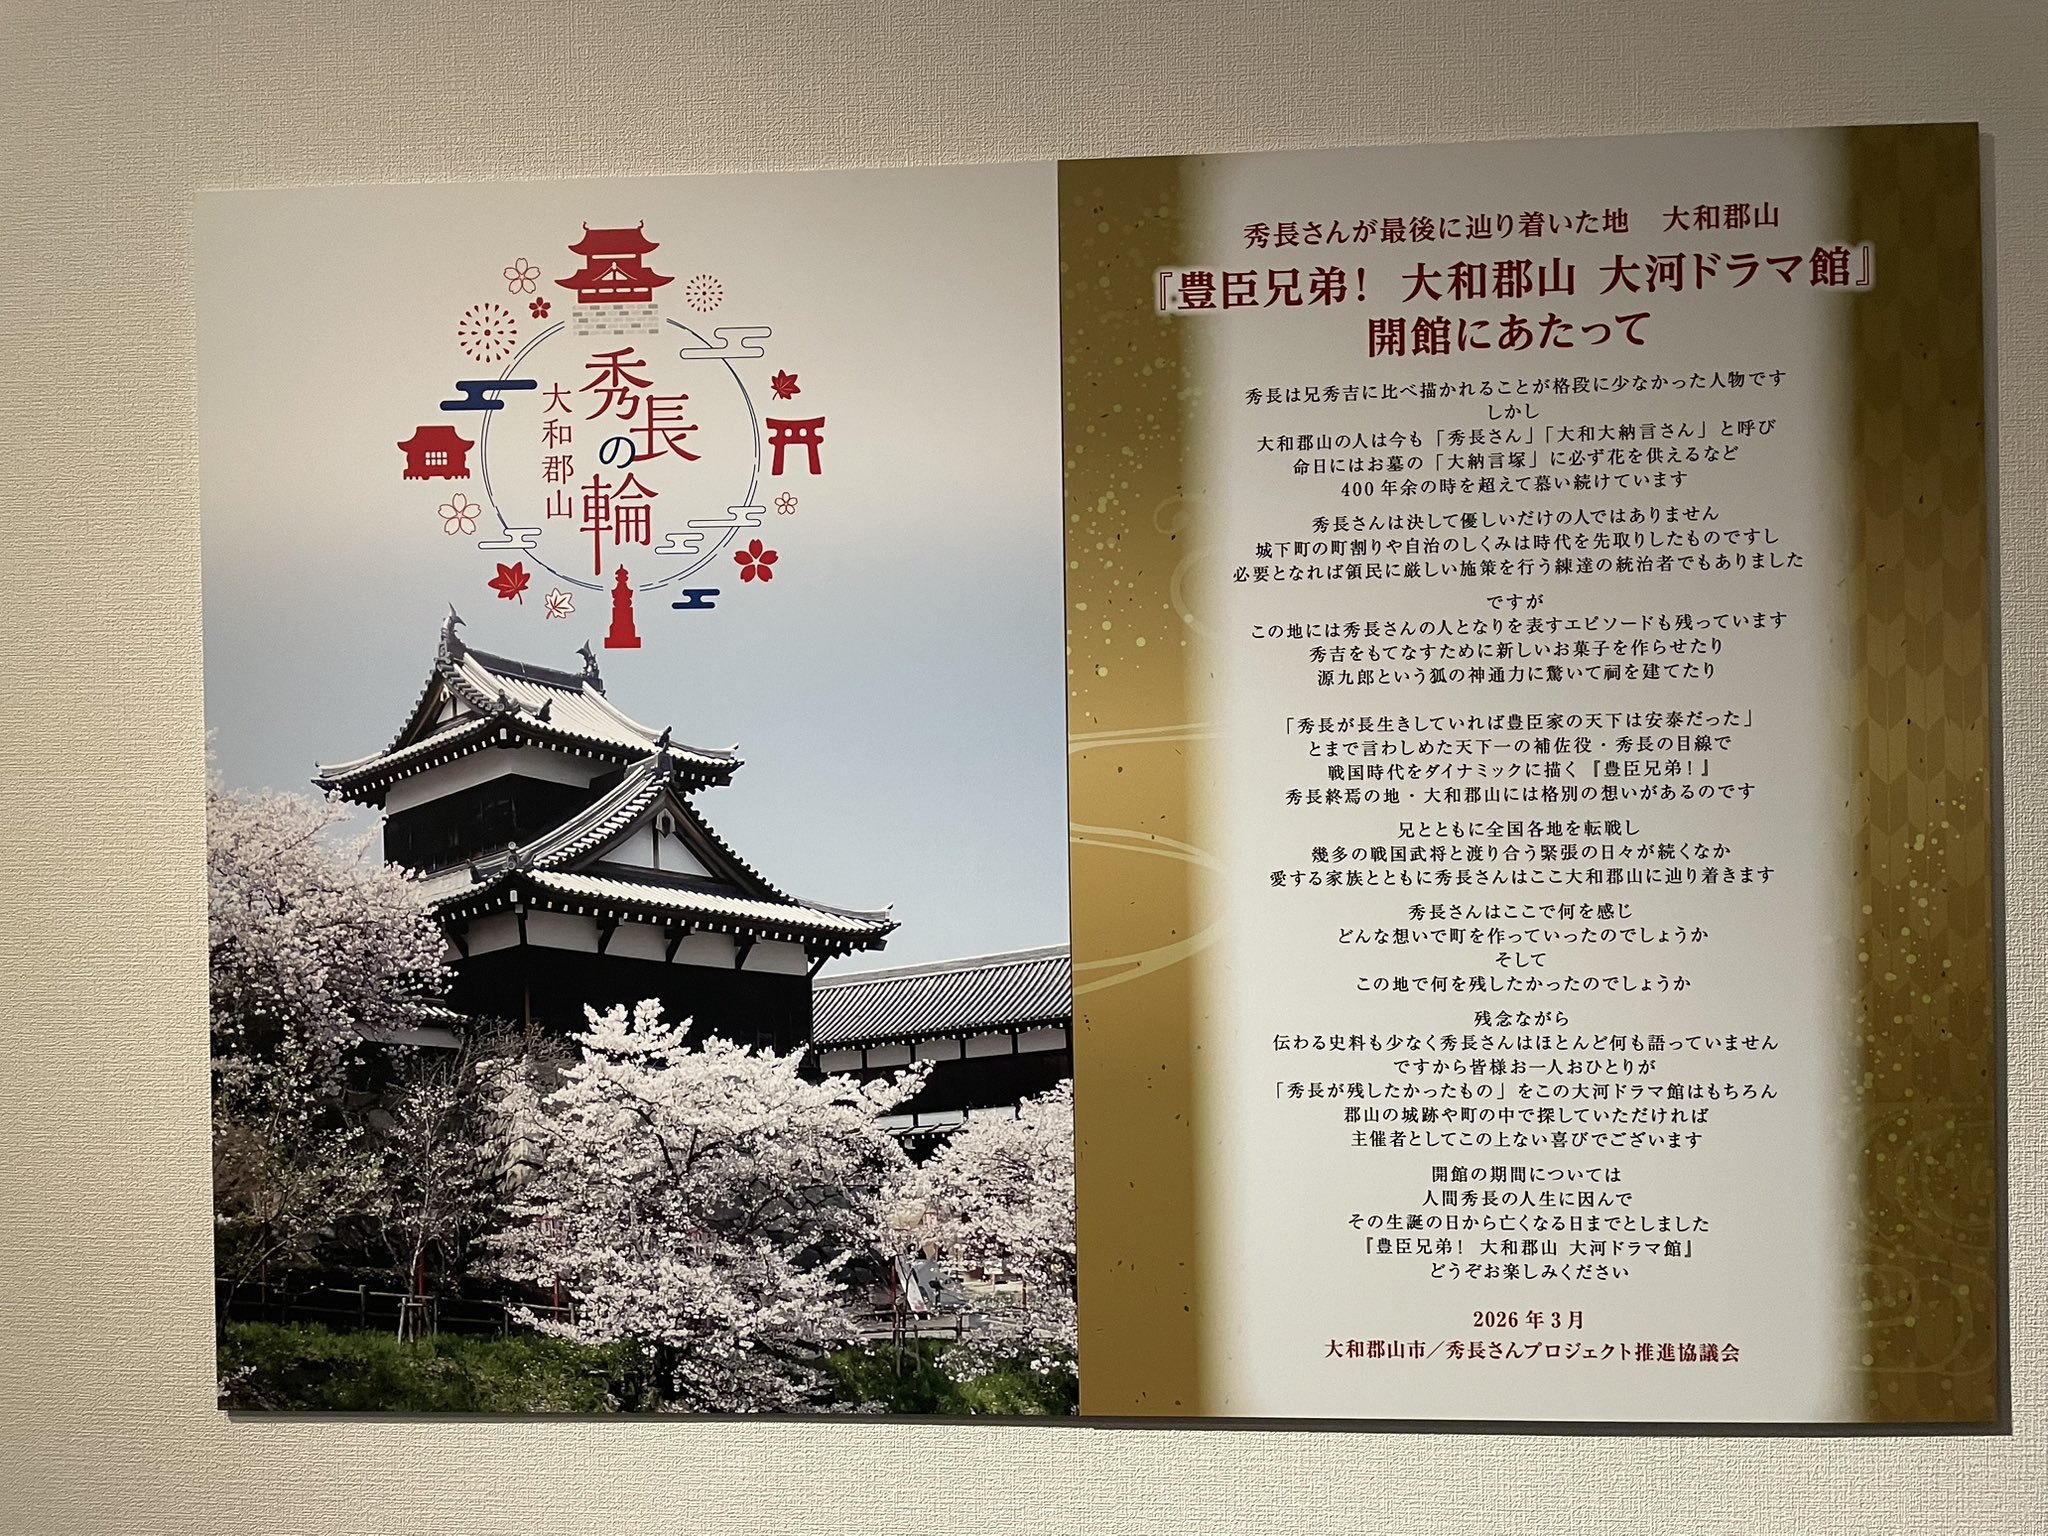 秀長の輪
大和郡山
秀長さんが最後に辿り着いた地　大和郡山
『豊臣兄弟！ 大和郡山 大河ドラマ館』
開館にあたって
秀長は兄秀吉に比べ描かれることが格段に少なかった人物です
しかし
大和郡山の人は今も「秀長さん」「大和大納言さん」と呼び
命日にはお墓の「大納言塚」に必ず花を供えるなど
400年余の時を超えて慕い続けています
秀長さんは決して優しいだけの人ではありません
城下町の町割りや自治のしくみは時代を先取りしたものですし
必要となれば領民に厳しい施策を行う練達の統治者でもありました
ですが
この地には秀長さんの人となりを表すエピソードも残っています
秀吉をもてなすために新しいお菓子を作らせたり
源九郎という狐の神通力に驚いて祠を建てたり
「秀長が長生きしていれば豊臣家の天下は安泰だった」
とまで言わしめた天下一の補佐役・秀長の目線で
戦国時代をダイナミックに描く『豊臣兄弟！』
秀長終焉の地・大和郡山には格別の想いがあるのです
兄とともに全国各地を転戦し
幾多の戦国武将と渡り合う緊張の日々が続くなか
愛する家族とともに秀長さんはここ大和郡山に辿り着きます
秀長さんはここで何を感じ
どんな想いで町を作っていったのでしょうか
そして
この地で何を残したかったのでしょうか
残念ながら
伝わる史料も少なく秀長さんはほとんど何も語っていません
ですから皆様お一人おひとりが
「秀長が残したかったもの」をこの大河ドラマ館はもちろん
郡山の城跡や町の中で探していただければ
主催者としてこの上ない喜びでございます
開館の期間については
人間秀長の人生に因んで
その生誕の日から亡くなる日までとしました
『豊臣兄弟！ 大和郡山 大河ドラマ館』
どうぞお楽しみください
2026年3月
大和郡山市／秀長さんプロジェクト推進協議会